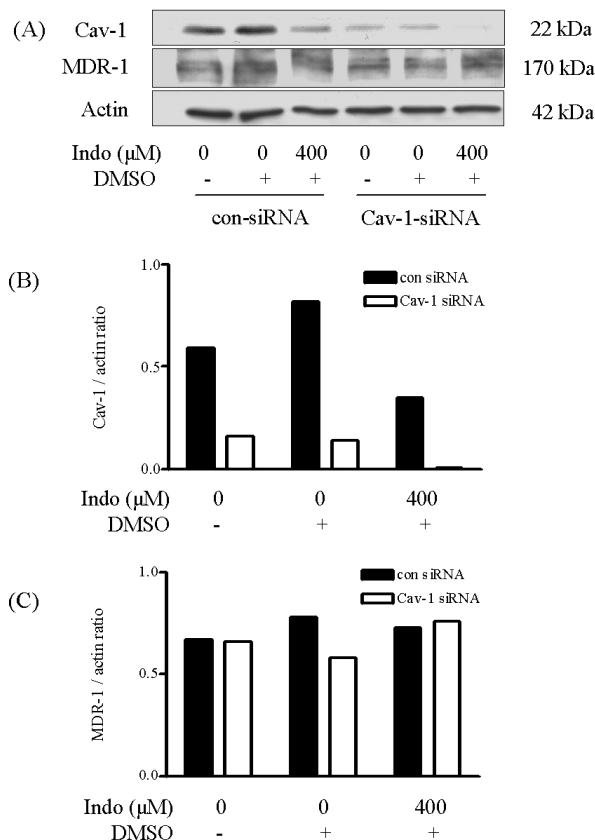 (A)
Cav-1 22 kDa
MDR-1 170 kDa
Actin 42 kDa
Indo (μM) 0 0 400 0 0 400
DMSO - + + - + +
con-siRNA Cav-1-siRNA
(B)
1.0
con siRNA
Cav-1 siRNA
Cav-1 / actin ratio
0.5
0.0
Indo (μM) 0 0 400
DMSO - + +
(C)
1.0
con siRNA
Cav-1 siRNA
MDR-1 / actin ratio
0.5
0.0
Indo (μM) 0 0 400
DMSO - + +